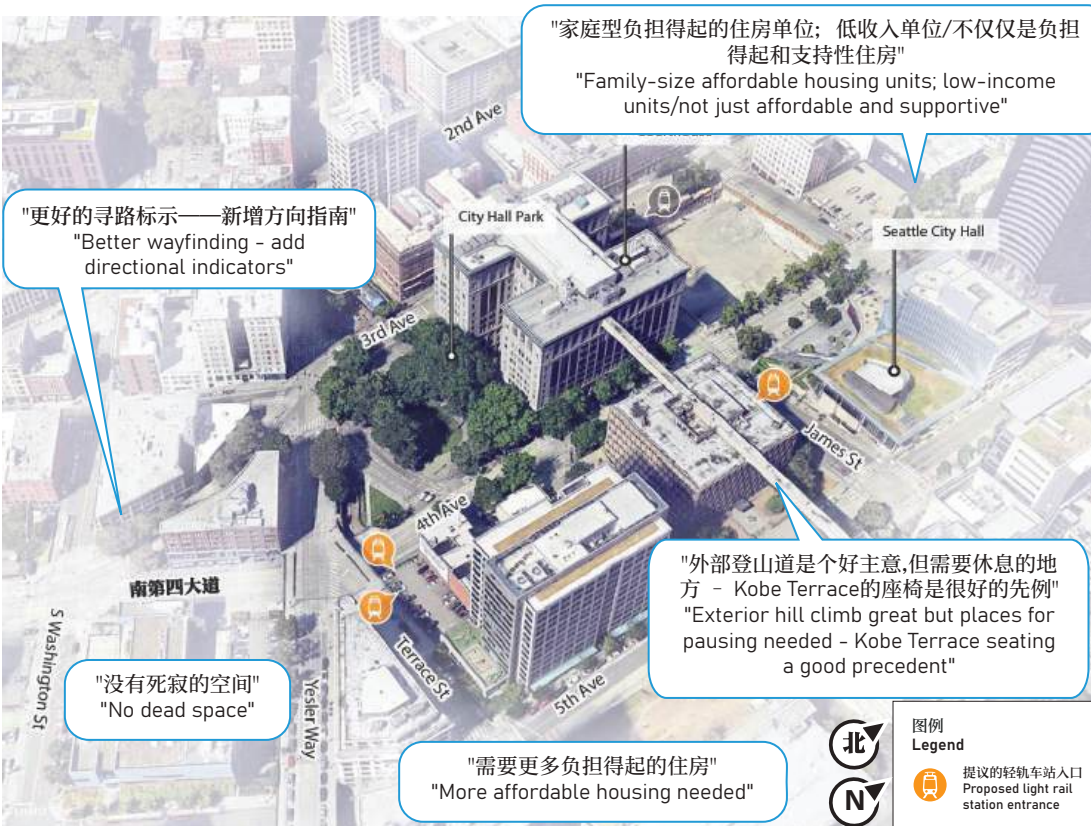 "家庭型负担得起的住房单位；低收入单位/不仅仅是负担
得起和支持性住房"
"Family-size affordable housing units; low-income
units/not just affordable and supportive"
2nd Ave
"更好的寻路标示——新增方向指南"
"Better wayfinding - add
directional indicators"
City Hall Park
Seattle City Hall
3rd Ave
James St
4th Ave
南第四大道
"外部登山道是个好主意,但需要休息的地
方 - Kobe Terrace的座椅是很好的先例"
"Exterior hill climb great but places for
pausing needed - Kobe Terrace seating
a good precedent"
S Washington St
Terrace St
5th Ave
Yesler Way
"没有死寂的空间"
"No dead space"
"需要更多负担得起的住房"
"More affordable housing needed"
北
N
图例
Legend
提议的轻轨车站入口
Proposed light rail
station entrance